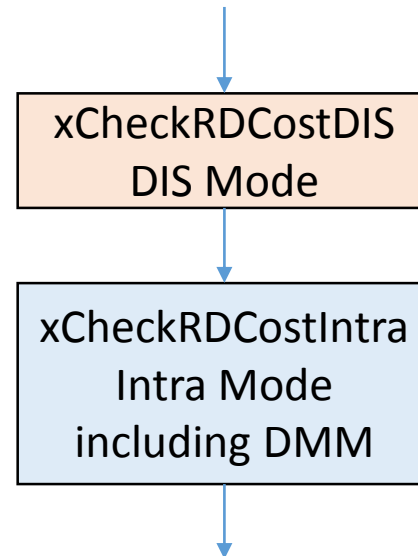 xCheckRDCostDIS
DIS Mode
xCheckRDCostIntra
Intra Mode
including DMM